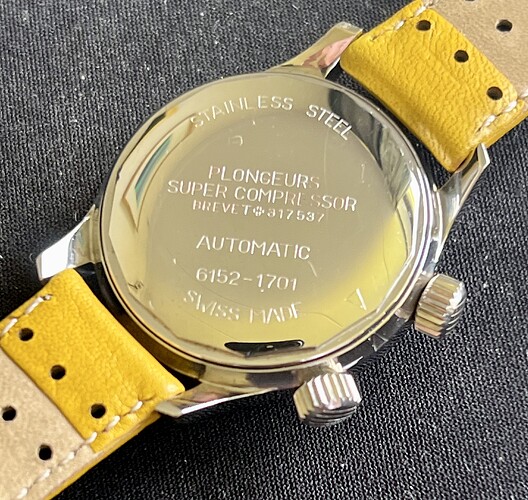 STAINLESS STEEL
PLONGEURS
SUPER COMPRESSOR
BREVET✥317537
AUTOMATIC
6152-1701
SWISS MADE